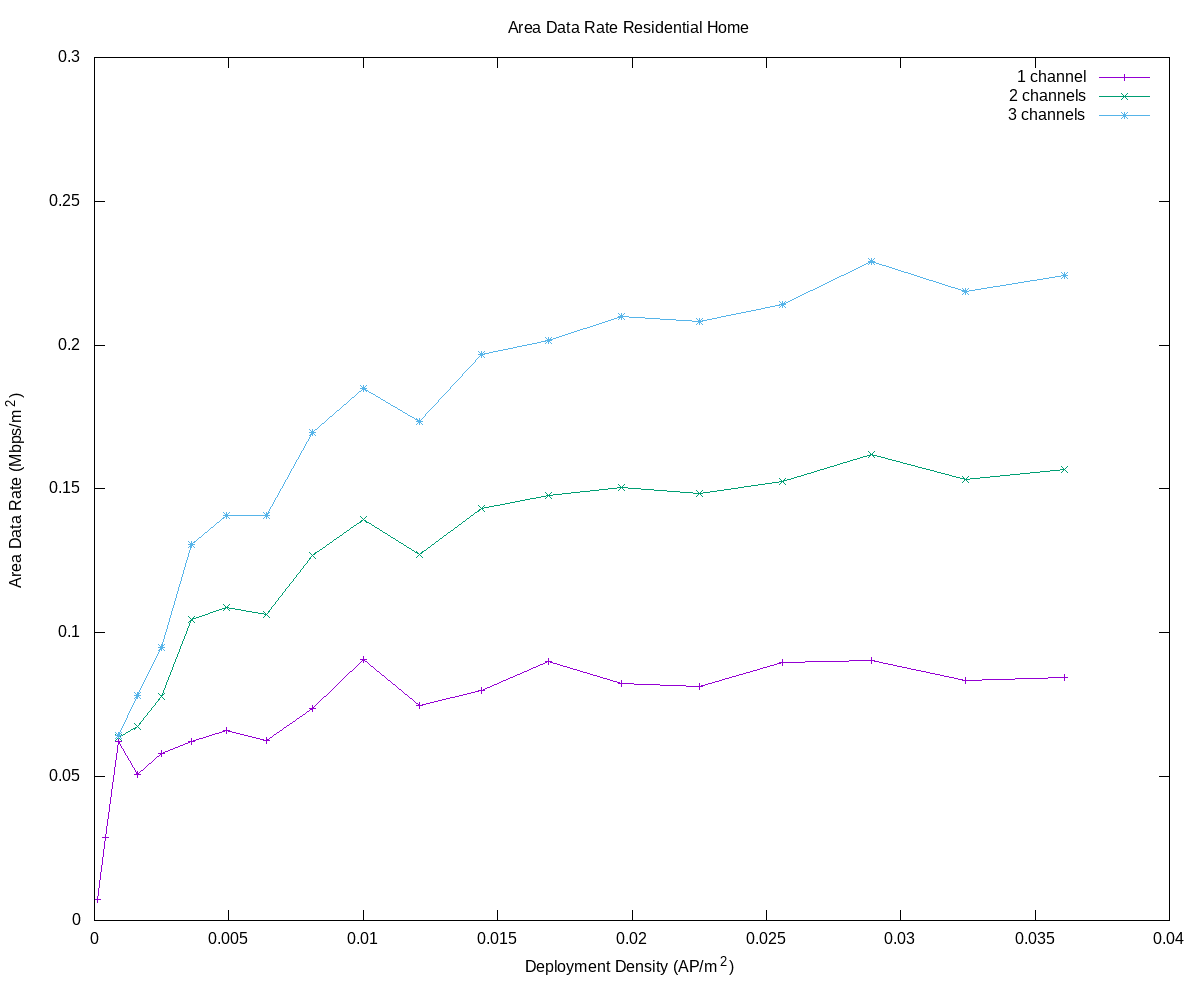 Area Data Rate Residential Home
0.3
0.25
0.2
0.15
0.1
0.05
0
Area Data Rate (Mbps/m²)
1 channel
2 channels
3 channels
0 0.005 0.01 0.015 0.02 0.025 0.03 0.035 0.04
Deployment Density (AP/m²)